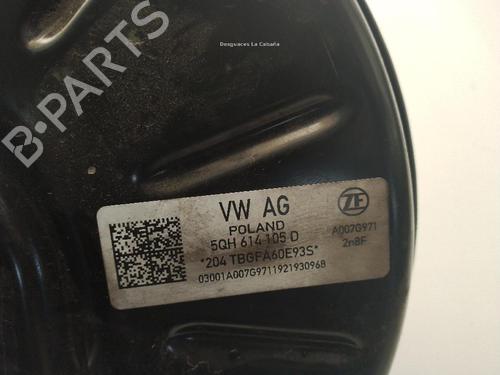 Desguaces La Cabaña
B-PARTS
VW AG
POLAND
5QH 614 105 D
*204 TBGFA60E93S*
03001A007G9711921930968
ZF
A007G971
2n8F